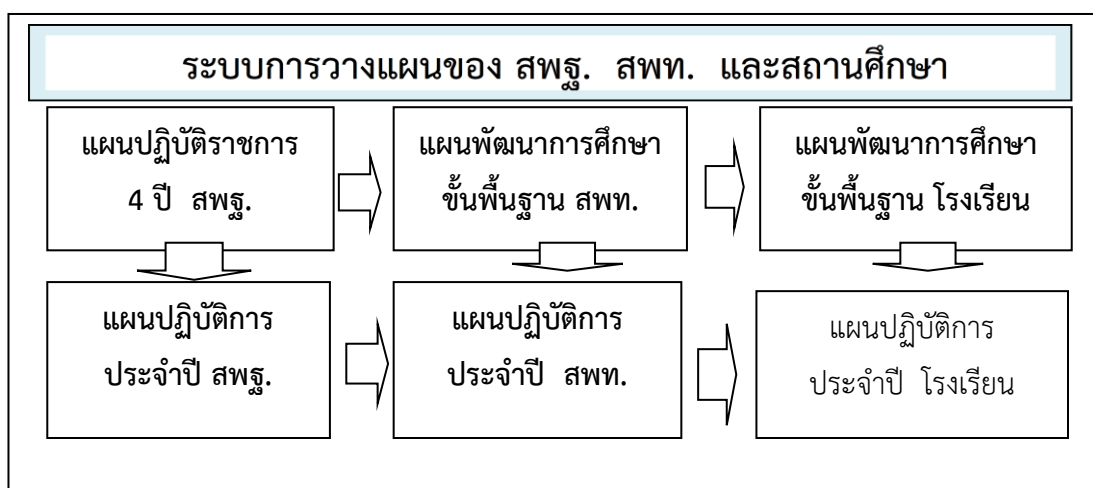 ระบบการวางแผนของ สพฐ. สพท. และสถานศึกษา
แผนปฏิบัติราชการ
4 ปี สพฐ.
แผนพัฒนาการศึกษา
ขั้นพื้นฐาน สพท.
แผนพัฒนาการศึกษา
ขั้นพื้นฐาน โรงเรียน
แผนปฏิบัติการ
ประจำปี สพฐ.
แผนปฏิบัติการ
ประจำปี สพท.
แผนปฏิบัติการ
ประจำปี โรงเรียน